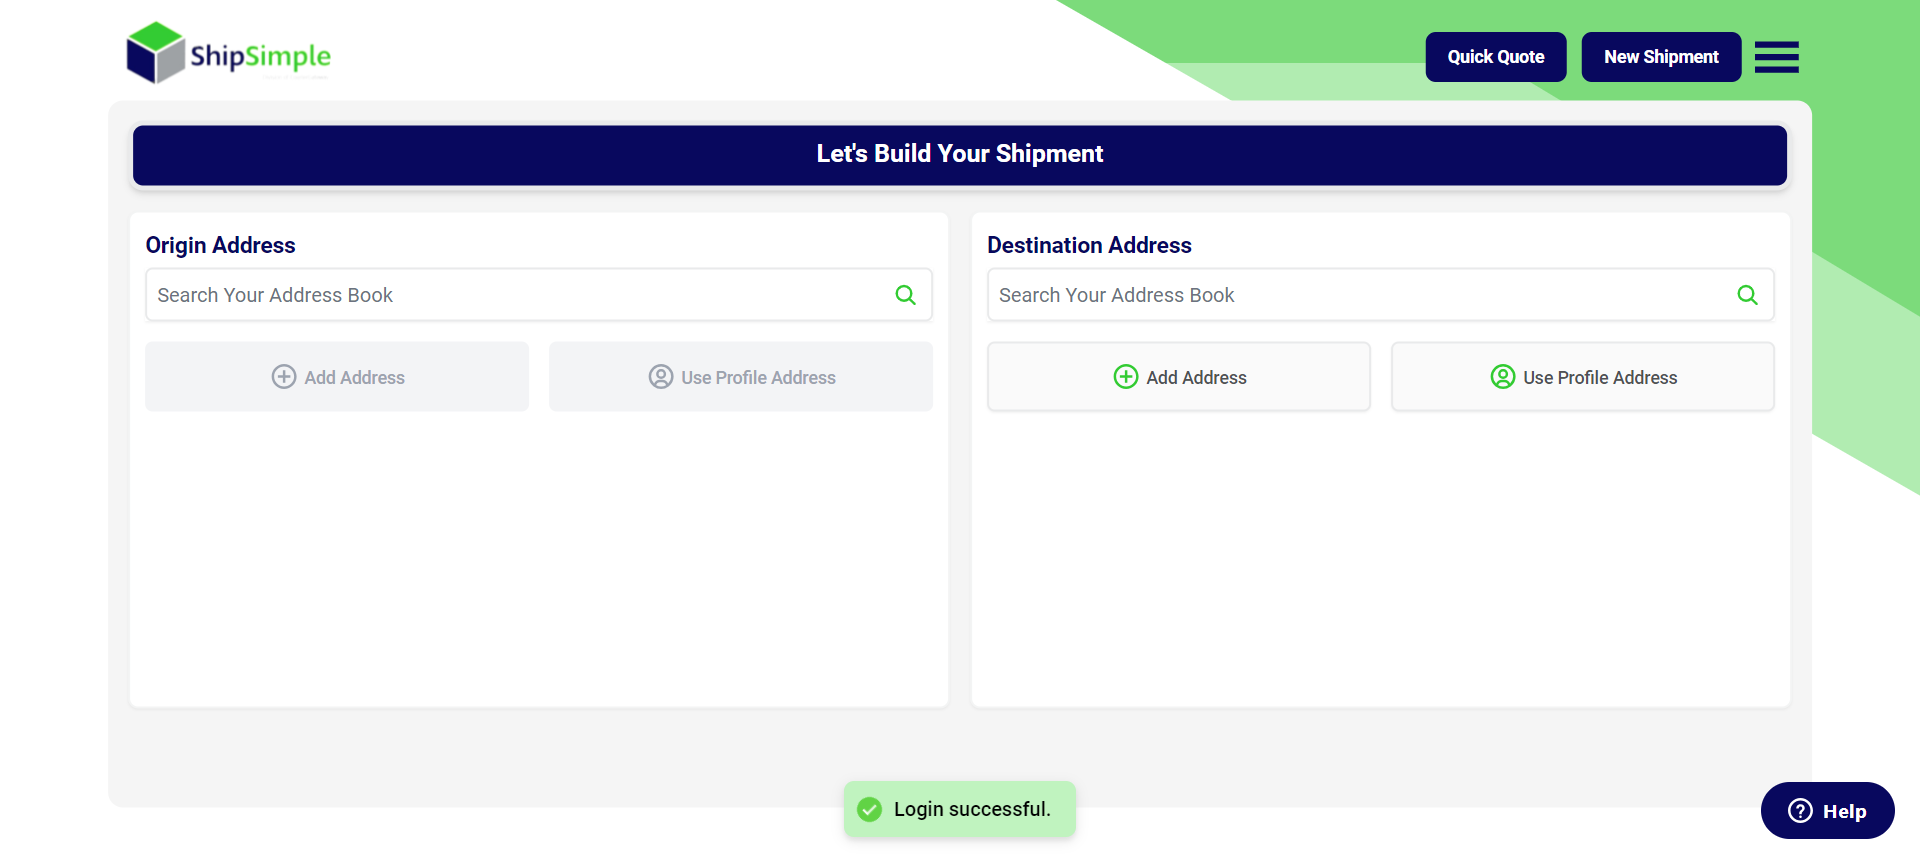 ShipSimple
Quick Quote
New Shipment
Let's Build Your Shipment
Origin Address
Search Your Address Book
Add Address
Use Profile Address
Destination Address
Search Your Address Book
Add Address
Use Profile Address
Login successful.
Help